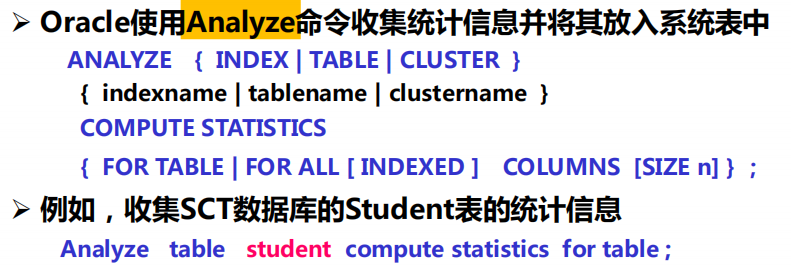 ➢ Oracle使用Analyze命令收集统计信息并将其放入系统表中
ANALYZE { INDEX | TABLE | CLUSTER }
{ indexname | tablename | clustername }
COMPUTE STATISTICS
{ FOR TABLE | FOR ALL [ INDEXED ] COLUMNS [SIZE n] } ;
➢ 例如，收集SCT数据库的Student表的统计信息
Analyze table student compute statistics for table ;